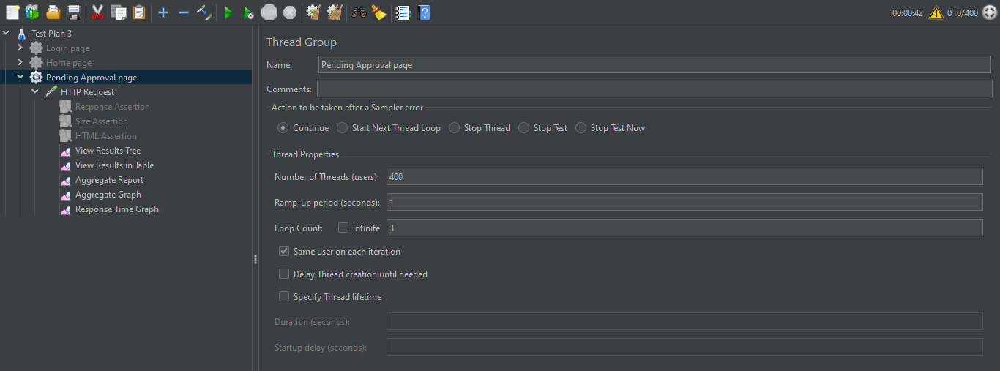 STOP
00:00:42 0 0/400
Test Plan 3
Login page
Home page
Pending Approval page
HTTP Request
Response Assertion
Size Assertion
HTML Assertion
View Results Tree
View Results in Table
Aggregate Report
Aggregate Graph
Response Time Graph
Thread Group
Name: Pending Approval page
Comments:
Action to be taken after a Sampler error
Continue Start Next Thread Loop Stop Thread Stop Test Stop Test Now
Thread Properties
Number of Threads (users): 400
Ramp-up period (seconds): 1
Loop Count: Infinite 3
Same user on each iteration
Delay Thread creation until needed
Specify Thread lifetime
Duration (seconds):
Startup delay (seconds):